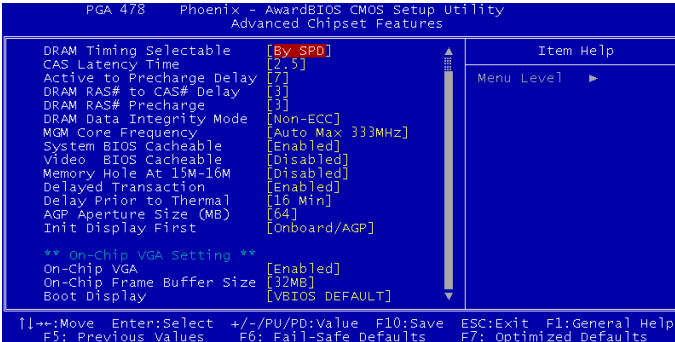 PGA 478 Phoenix - AwardBIOS CMOS Setup Utility
Advanced Chipset Features
DRAM Timing Selectable [By SPD]
CAS Latency Time [2.5]
Active to Precharge Delay [7]
DRAM RAS# to CAS# Delay [3]
DRAM RAS# Precharge [3]
DRAM Data Integrity Mode [Non-ECC]
MGM Core Frequency [Auto Max 333MHz]
System BIOS Cacheable [Enabled]
Video BIOS Cacheable [Disabled]
Memory Hole At 15M-16M [Disabled]
Delayed Transaction [Enabled]
Delay Prior to Thermal [16 Min]
AGP Aperture Size (MB) [64]
Init Display First [Onboard/AGP]
** On-Chip VGA Setting **
On-Chip VGA [Enabled]
On-Chip Frame Buffer Size [32MB]
Boot Display [VBIOS DEFAULT]
Item Help
Menu Level ►
↑↓→←:Move Enter:Select +/-/PU/PD:Value F10:Save ESC:Exit F1:General Help
F5: Previous Values F6: Fail-Safe Defaults F7: Optimized Defaults